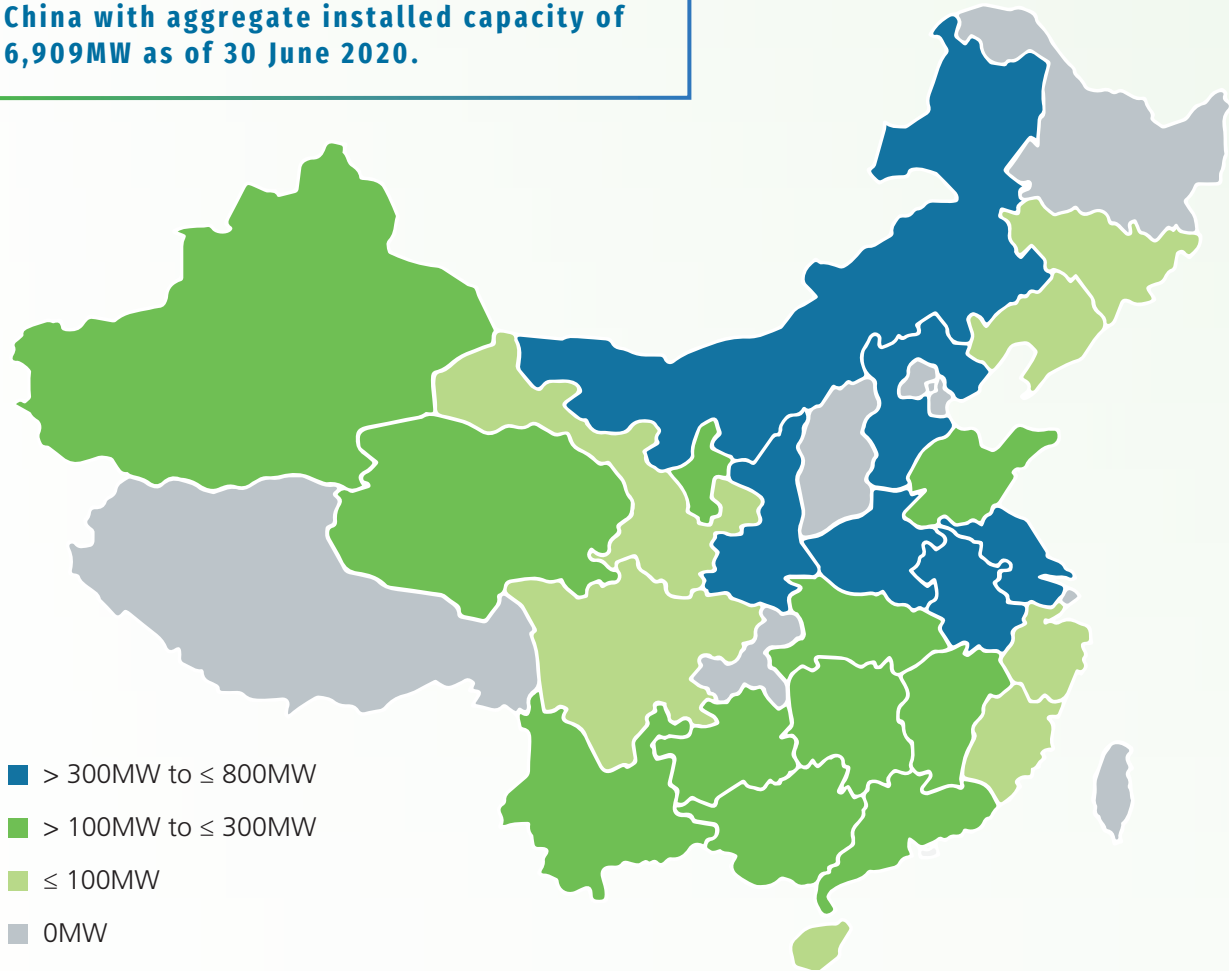 China with aggregate installed capacity of
6,909MW as of 30 June 2020.
> 300MW to ≤ 800MW
> 100MW to ≤ 300MW
≤ 100MW
0MW